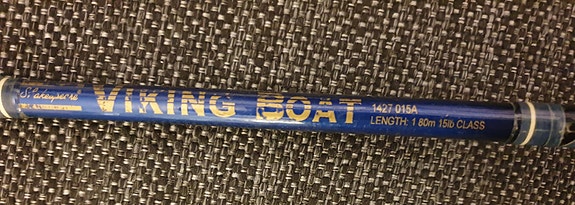 Shakespeare
VIKING BOAT
1427 015A
LENGTH: 1 80m 15lb CLASS